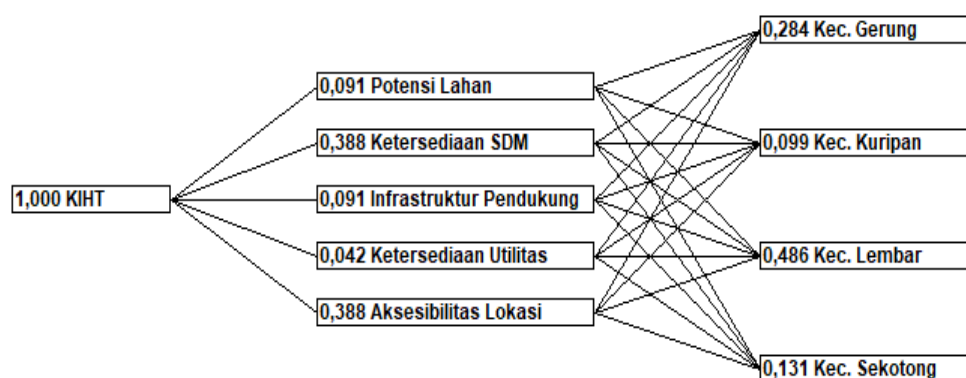 1,000 KIHT
0,091 Potensi Lahan
0,388 Ketersediaan SDM
0,091 Infrastruktur Pendukung
0,042 Ketersediaan Utilitas
0,388 Aksesibilitas Lokasi
0,284 Kec. Gerung
0,099 Kec. Kuripan
0,486 Kec. Lembar
0,131 Kec. Sekotong